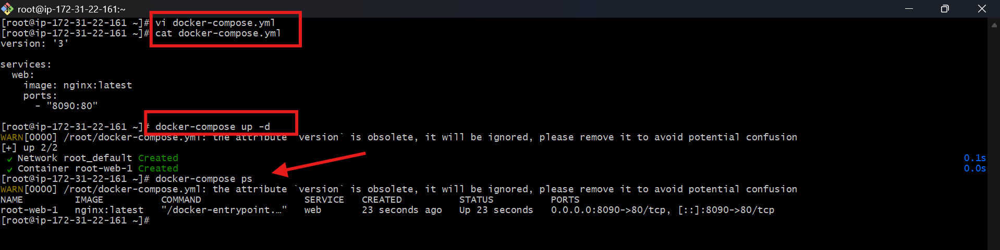 root@ip-172-31-22-161:~
[root@ip-172-31-22-161 ~]# vi docker-compose.yml
[root@ip-172-31-22-161 ~]# cat docker-compose.yml
version: '3'
services:
  web:
    image: nginx:latest
    ports:
      - "8090:80"
[root@ip-172-31-22-161 ~]# docker-compose up -d
WARN[0000] /root/docker-compose.yml: the attribute `version` is obsolete, it will be ignored, please remove it to avoid potential confusion
[+] up 2/2
 ✓ Network root_default Created 0.1s
 ✓ Container root-web-1 Created 0.0s
[root@ip-172-31-22-161 ~]# docker-compose ps
WARN[0000] /root/docker-compose.yml: the attribute `version` is obsolete, it will be ignored, please remove it to avoid potential confusion
NAME         IMAGE          COMMAND                  SERVICE   CREATED          STATUS          PORTS
root-web-1   nginx:latest   "/docker-entrypoint.…"   web       23 seconds ago   Up 23 seconds   0.0.0.0:8090->80/tcp, [::]:8090->80/tcp
[root@ip-172-31-22-161 ~]#